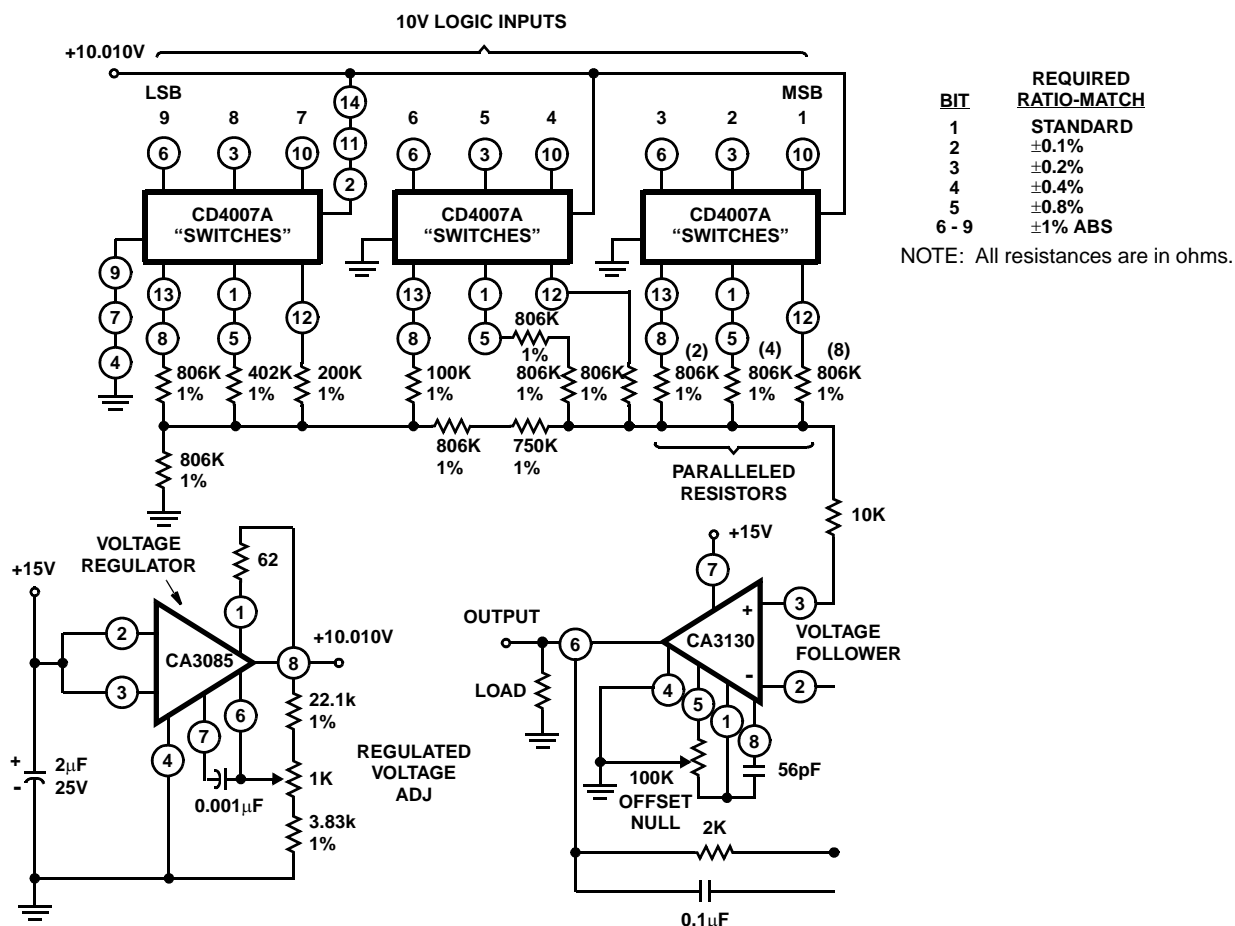 10V LOGIC INPUTS
+10.010V
LSB
MSB
9 8 7 6 5 4 3 2 1
14
11
2
6 3 10 6 3 10 6 3 10
CD4007A
"SWITCHES"
CD4007A
"SWITCHES"
CD4007A
"SWITCHES"
9
7
4
13 1 12
8 5
13 1 12
8 5
13 1 12
8 5
806K
1%
402K
1%
200K
1%
100K
1%
806K
1%
806K
1%
806K
1%
(2)
806K
1%
(4)
806K
1%
(8)
806K
1%
806K
1%
806K
1%
750K
1%
PARALLELED
RESISTORS
10K
BIT
REQUIRED
RATIO-MATCH
1 STANDARD
2 ±0.1%
3 ±0.2%
4 ±0.4%
5 ±0.8%
6 - 9 ±1% ABS
NOTE: All resistances are in ohms.
VOLTAGE
REGULATOR
+15V
62
1
2
3
CA3085
8
+10.010V
4
7
6
22.1k
1%
1K
3.83k
1%
0.001µF
+
-
2µF
25V
REGULATED
VOLTAGE
ADJ
+15V
7
OUTPUT
6
LOAD
CA3130
+
-
3
2
VOLTAGE
FOLLOWER
4
5
1
8
56pF
100K
OFFSET
NULL
2K
0.1µF